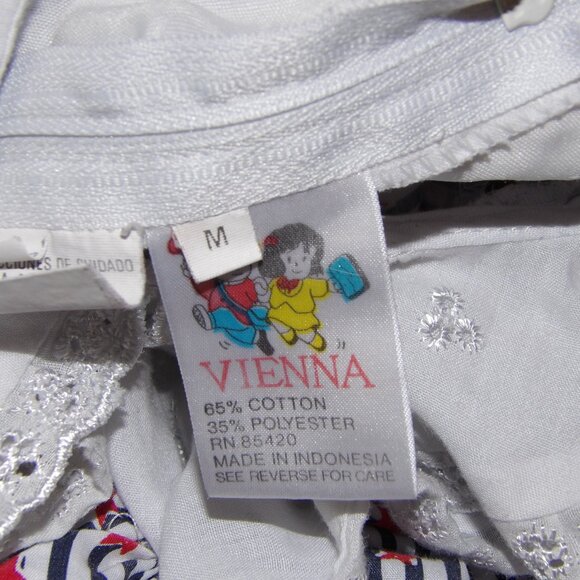 M
CIONES DE CUIDADO
VIENNA
65% COTTON
35% POLYESTER
RN 85420
MADE IN INDONESIA
SEE REVERSE FOR CARE